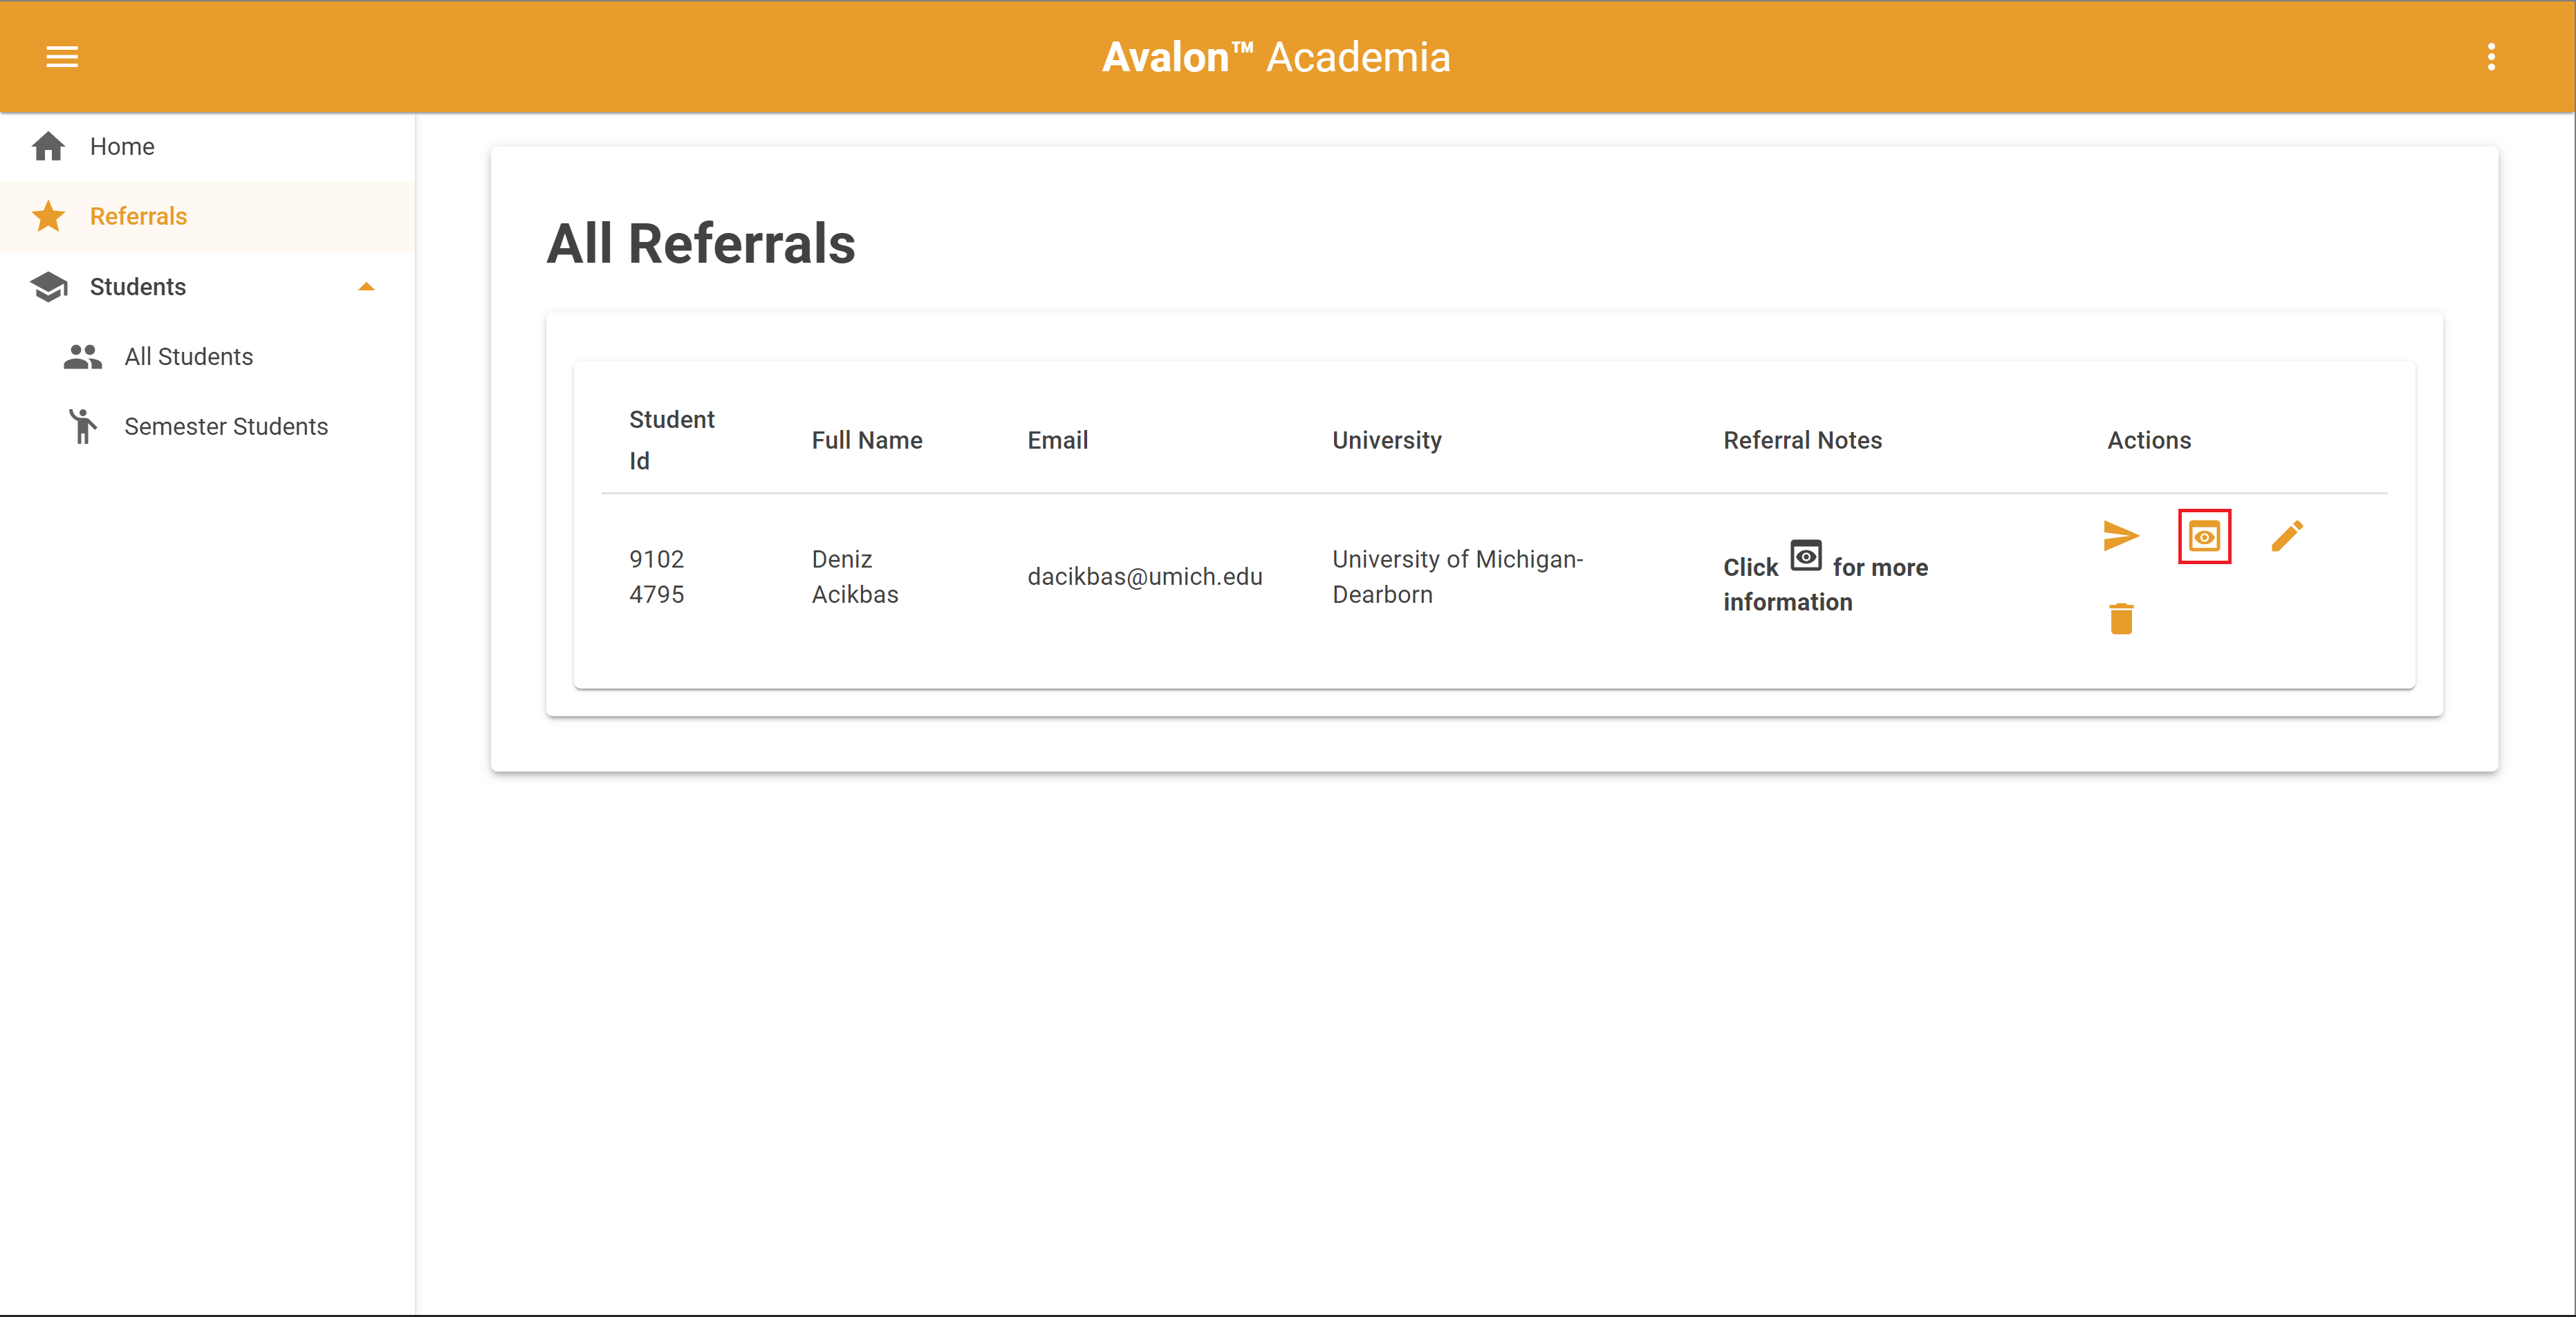 Avalon™ Academia
Home
Referrals
Students
All Students
Semester Students
All Referrals
Student
Id
Full Name
Email
University
Referral Notes
Actions
9102
4795
Deniz
Acikbas
dacikbas@umich.edu
University of Michigan-
Dearborn
Click for more
information